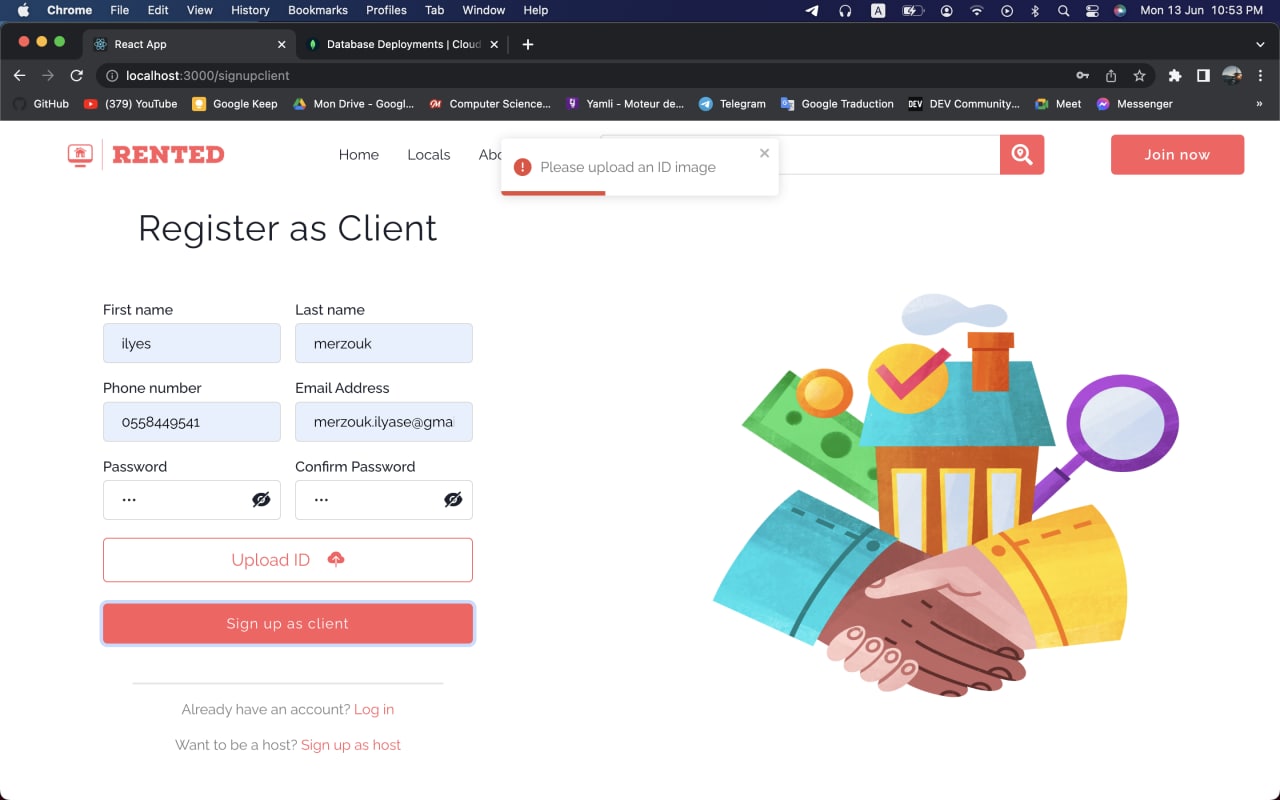 Chrome File Edit View History Bookmarks Profiles Tab Window Help A Mon 13 Jun 10:53 PM
React App Database Deployments | Cloud
localhost:3000/signupclient
GitHub (379) YouTube Google Keep Mon Drive - Googl... Computer Science... Yamli - Moteur de... Telegram Google Traduction DEV DEV Community... Meet Messenger »
RENTED Home Locals Abo Please upload an ID image Join now
Register as Client
First name Last name
ilyes merzouk
Phone number Email Address
0558449541 merzouk.ilyase@gmai
Password Confirm Password
Upload ID
Sign up as client
Already have an account? Log in
Want to be a host? Sign up as host